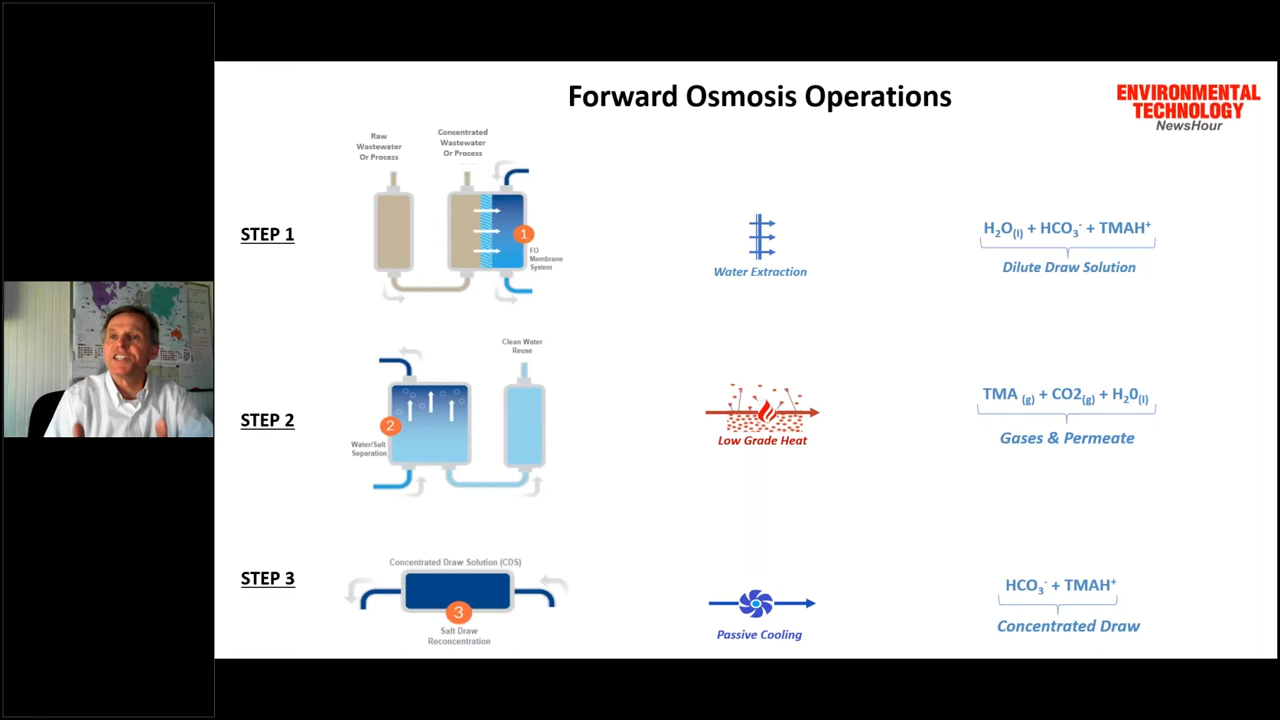 Forward Osmosis Operations
ENVIRONMENTAL
TECHNOLOGY
NewsHour
Raw
Wastewater
Or Process
Concentrated
Wastewater
Or Process
STEP 1
1
FO
Membrane
System
Water Extraction
H₂O₍l₎ + HCO₃⁻ + TMAH⁺
Dilute Draw Solution
Clean Water
Reuse
STEP 2
2
Water/Salt
Separation
Low Grade Heat
TMA (g) + CO2(g) + H₂0(l)
Gases & Permeate
STEP 3
Concentrated Draw Solution (CDS)
3
Salt Draw
Reconcentration
Passive Cooling
HCO₃⁻ + TMAH⁺
Concentrated Draw